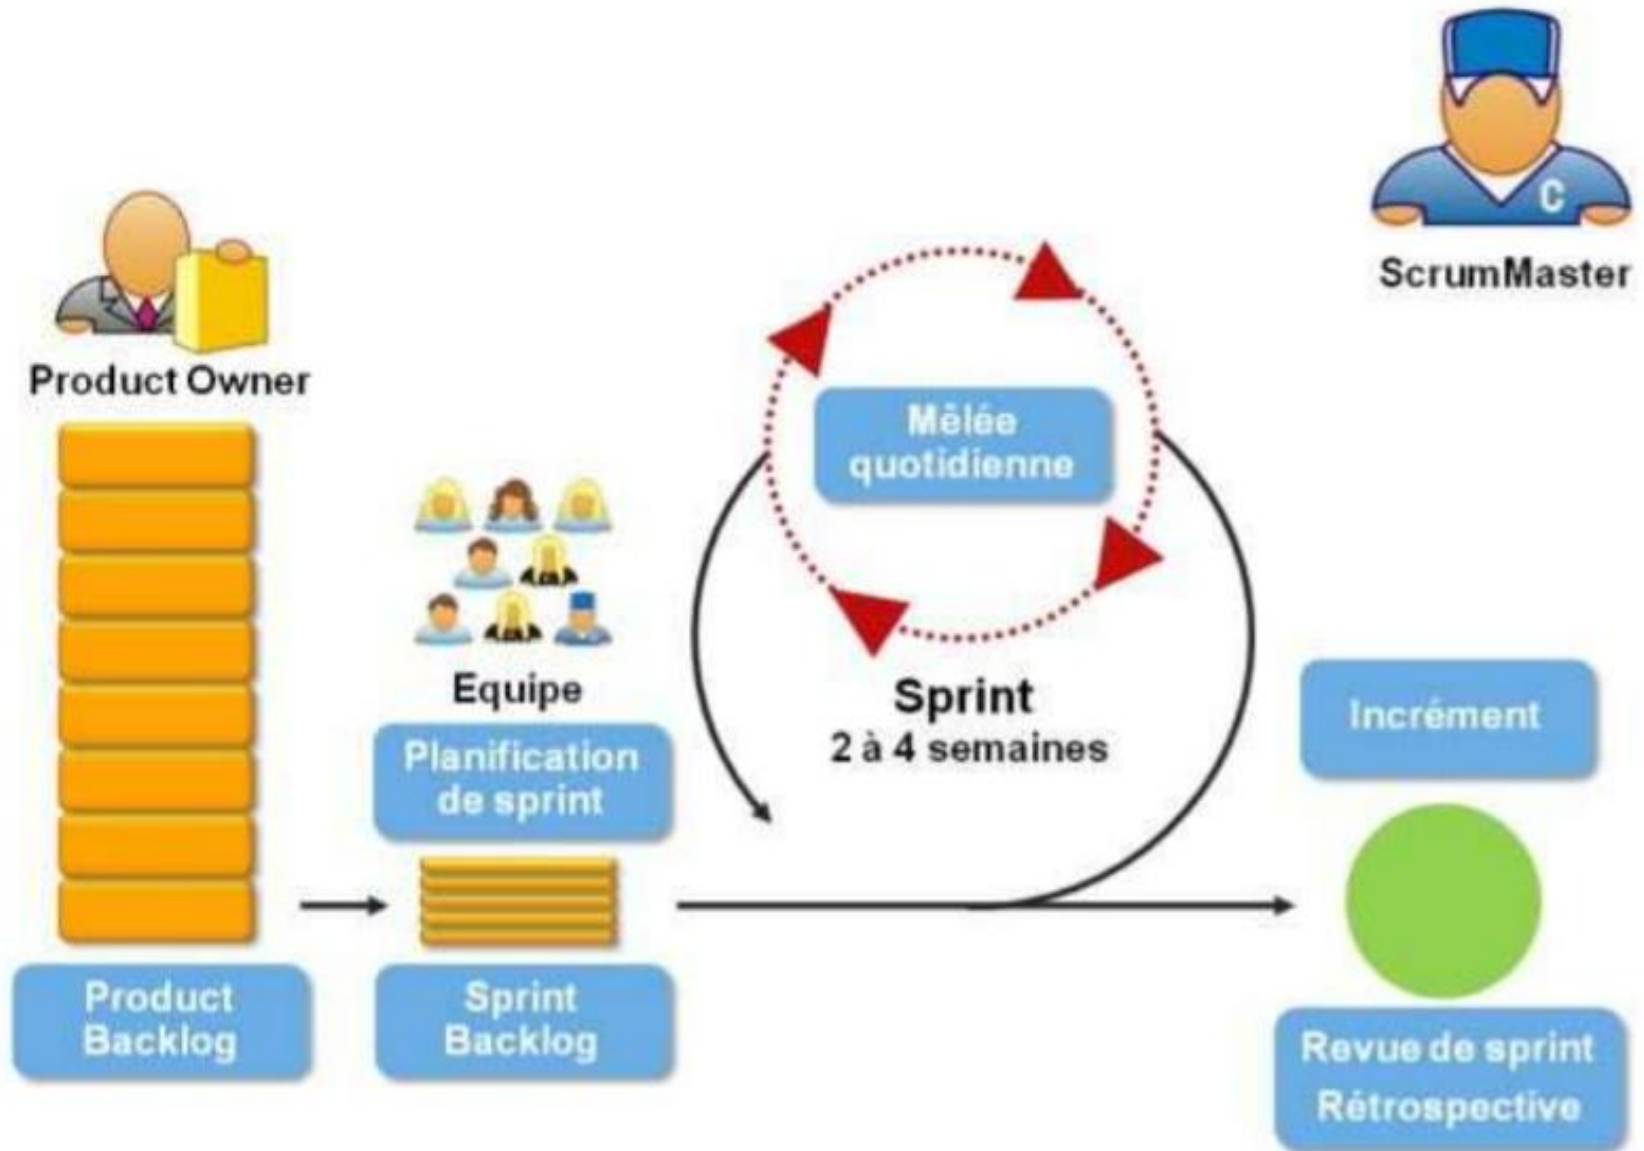 C
ScrumMaster
Product Owner
Mêlée
quotidienne
Equipe
Sprint
2 à 4 semaines
Planification
de sprint
Incrément
Product
Backlog
Sprint
Backlog
Revue de sprint
Rétrospective